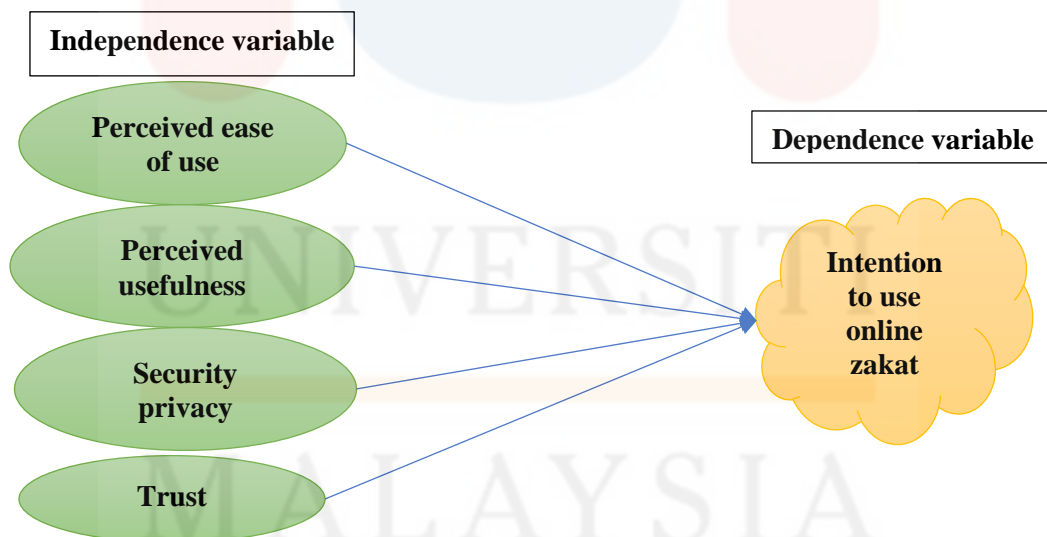 Independence variable
Perceived ease
of use
Perceived
usefulness
Security
privacy
Trust
Dependence variable
Intention
to use
online
zakat
UNIVERSITI
MALAYSIA